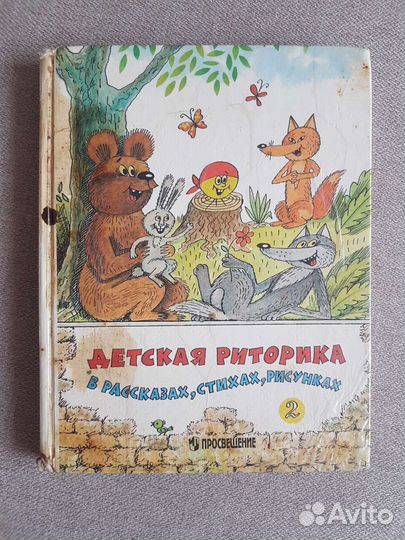 ДЕТСКАЯ РИТОРИКА
В РАССКАЗАХ, СТИХАХ, РИСУНКАХ
2
ПРОСВЕЩЕНИЕ
Avito